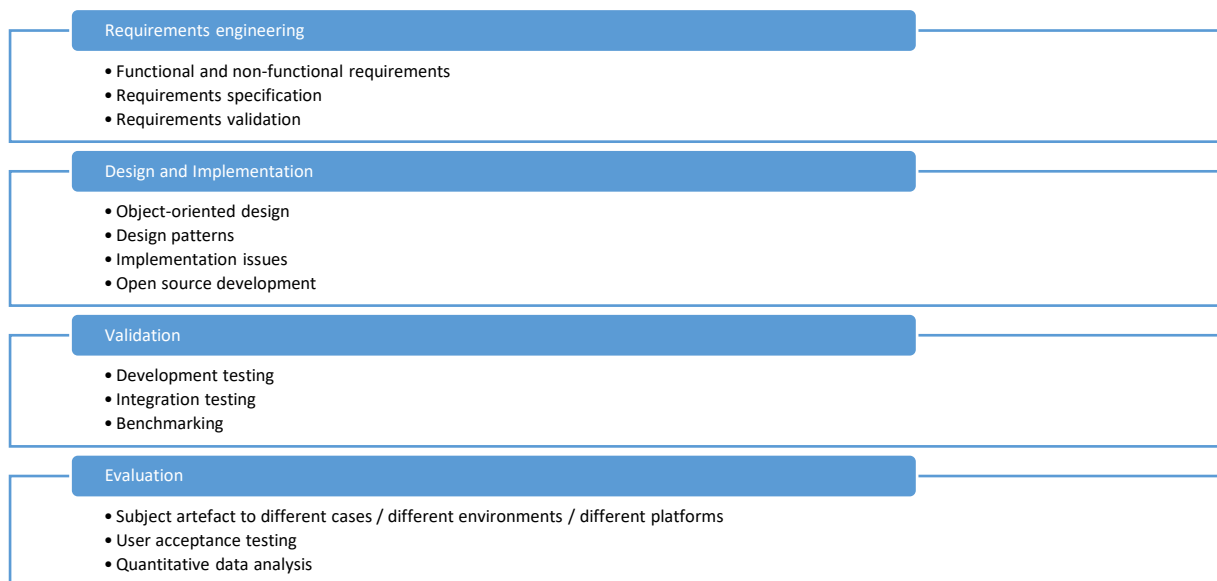 Requirements engineering
• Functional and non-functional requirements
• Requirements specification
• Requirements validation
Design and Implementation
• Object-oriented design
• Design patterns
• Implementation issues
• Open source development
Validation
• Development testing
• Integration testing
• Benchmarking
Evaluation
• Subject artefact to different cases / different environments / different platforms
• User acceptance testing
• Quantitative data analysis